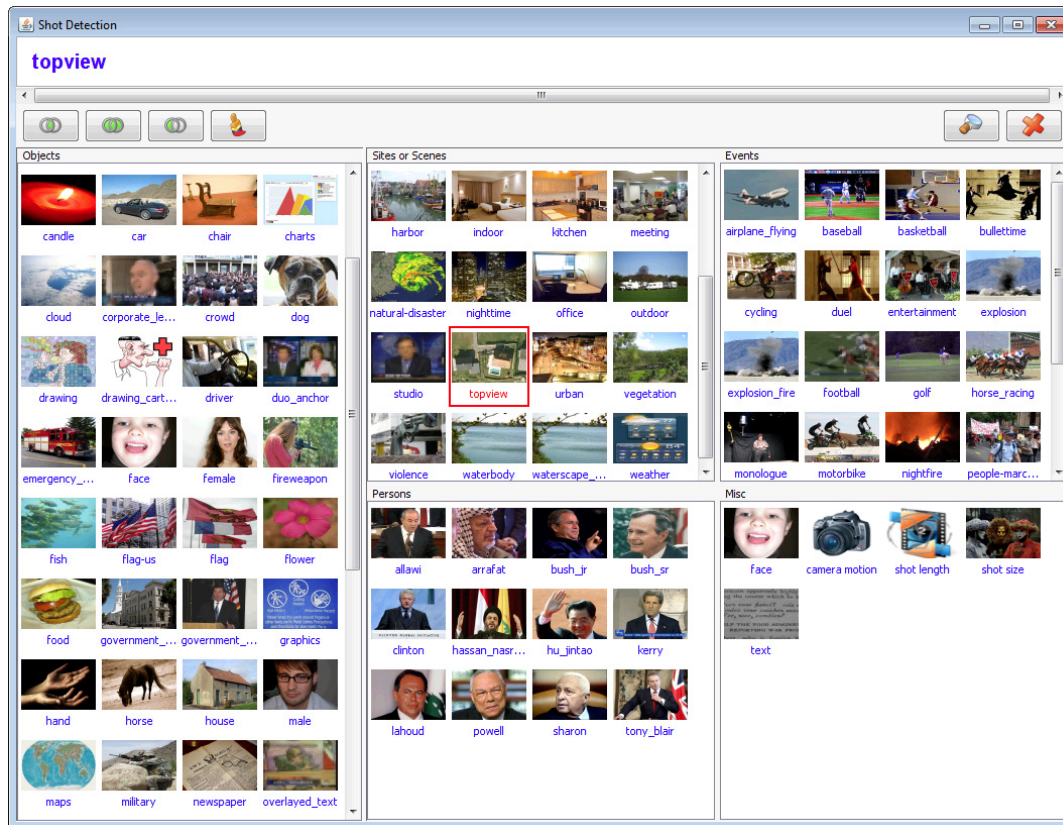 Shot Detection
topview
Objects
candle car chair charts
cloud corporate_le... crowd dog
drawing drawing_cart... driver duo_anchor
emergency_... face female fireweapon
fish flag-us flag flower
food government_... government_... graphics
hand horse house male
maps military newspaper overlayed_text
Sites or Scenes
harbor indoor kitchen meeting
natural-disaster nighttime office outdoor
studio topview urban vegetation
violence waterbody waterscape_... weather
Events
airplane_flying baseball basketball bullettime
cycling duel entertainment explosion
explosion_fire football golf horse_racing
monologue motorbike nightfire people-marc...
Persons
allawi arrafat bush_jr bush_sr
clinton hassan_nasr... hu_jintao kerry
lahoud powell sharon tony_blair
Misc
face camera motion shot length shot size
text